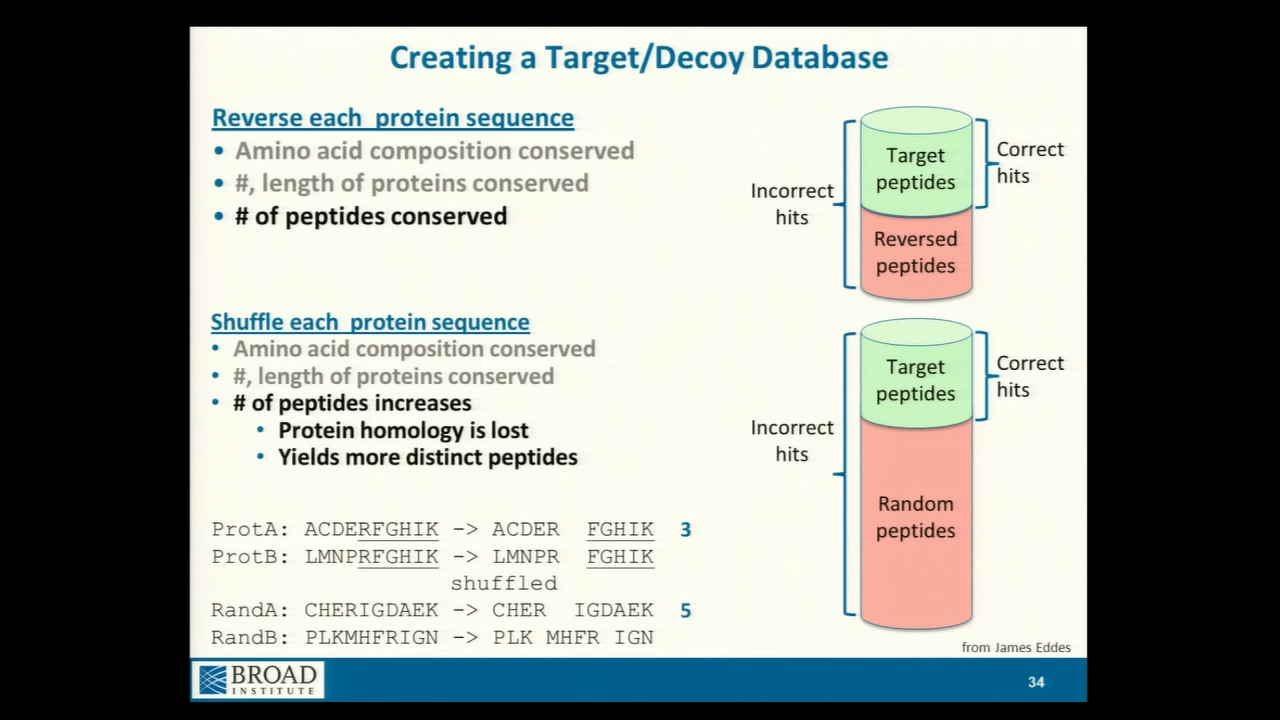 Creating a Target/Decoy Database
Reverse each protein sequence
• Amino acid composition conserved
• #, length of proteins conserved
• # of peptides conserved
Target
peptides
Reversed
peptides
Incorrect
hits
Correct
hits
Shuffle each protein sequence
• Amino acid composition conserved
• #, length of proteins conserved
• # of peptides increases
• Protein homology is lost
• Yields more distinct peptides
Target
peptides
Random
peptides
Incorrect
hits
Correct
hits
ProtA: ACDERFGHIK -> ACDER FGHIK 3
ProtB: LMNPRFGHIK -> LMNPR FGHIK
shuffled
RandA: CHERIGDAEK -> CHER IGDAEK 5
RandB: PLKMHFRIGN -> PLK MHFR IGN
from James Eddes
BROAD
INSTITUTE
34